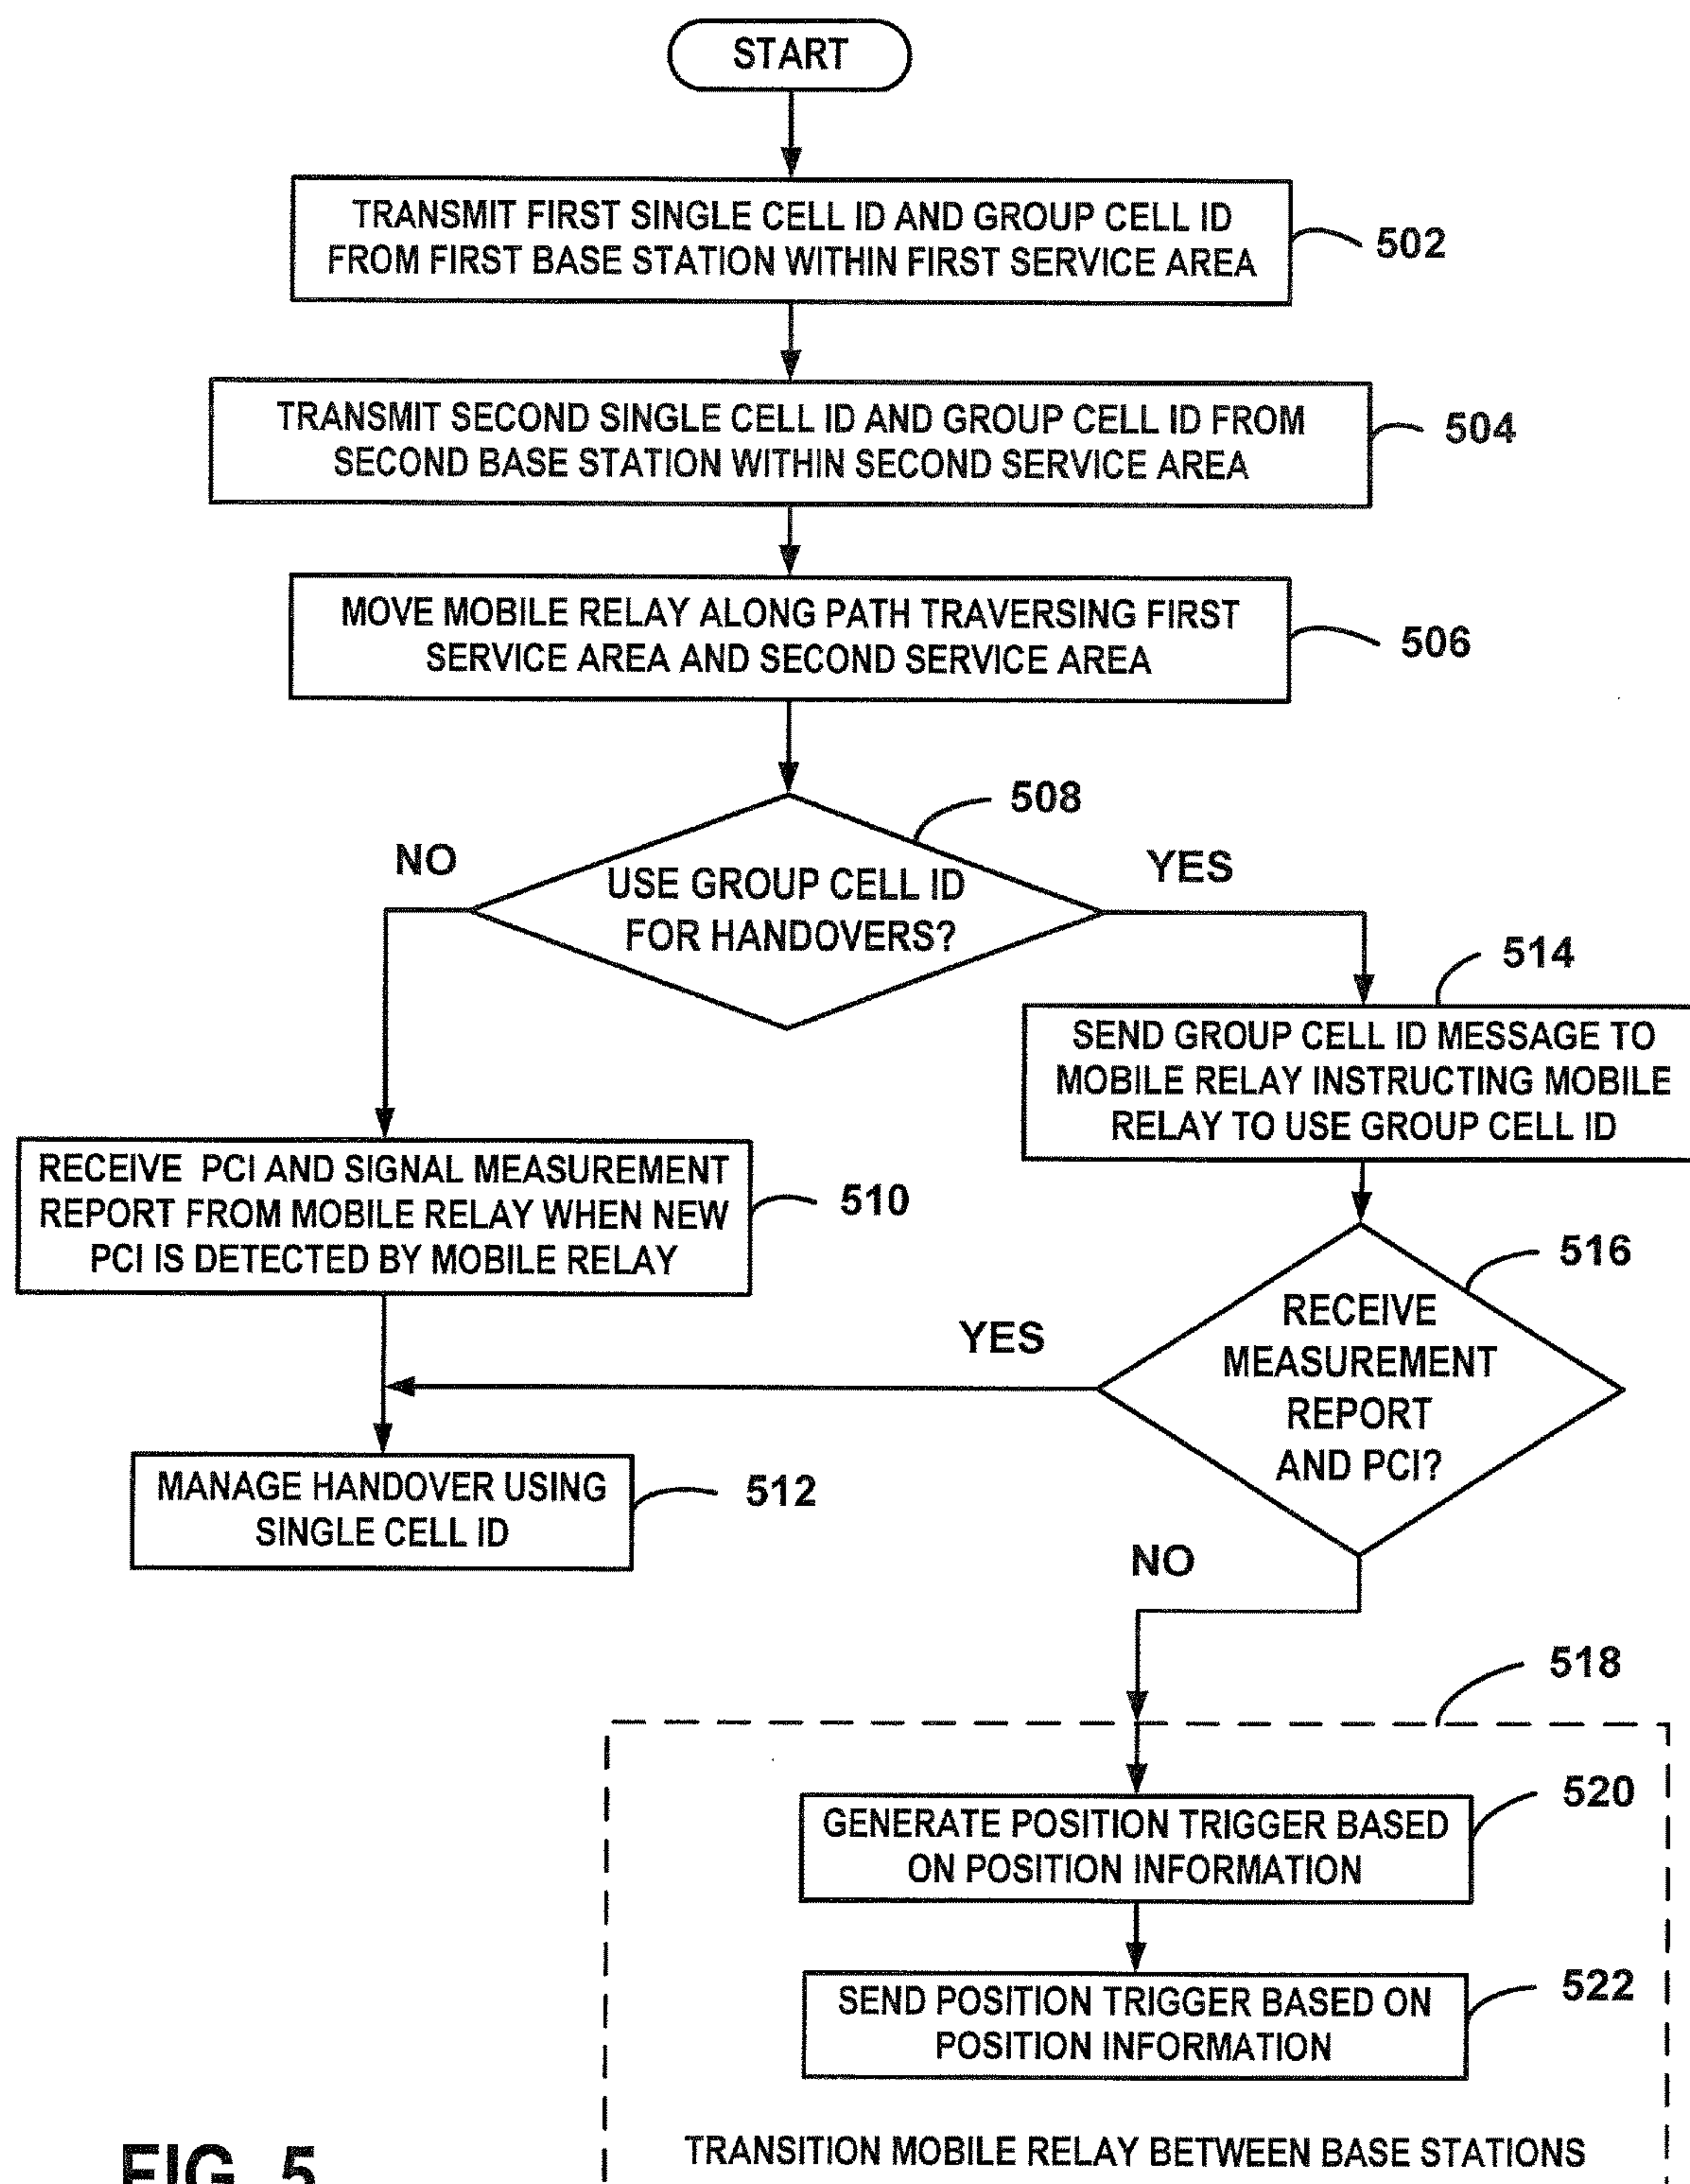 START
TRANSMIT FIRST SINGLE CELL ID AND GROUP CELL ID
FROM FIRST BASE STATION WITHIN FIRST SERVICE AREA
502
TRANSMIT SECOND SINGLE CELL ID AND GROUP CELL ID FROM
SECOND BASE STATION WITHIN SECOND SERVICE AREA
504
MOVE MOBILE RELAY ALONG PATH TRAVERSING FIRST
SERVICE AREA AND SECOND SERVICE AREA
506
508
NO
YES
USE GROUP CELL ID
FOR HANDOVERS?
514
SEND GROUP CELL ID MESSAGE TO
MOBILE RELAY INSTRUCTING MOBILE
RELAY TO USE GROUP CELL ID
RECEIVE PCI AND SIGNAL MEASUREMENT
REPORT FROM MOBILE RELAY WHEN NEW
PCI IS DETECTED BY MOBILE RELAY
510
516
YES
RECEIVE
MEASUREMENT
REPORT
AND PCI?
MANAGE HANDOVER USING
SINGLE CELL ID
512
NO
518
GENERATE POSITION TRIGGER BASED
ON POSITION INFORMATION
520
SEND POSITION TRIGGER BASED ON
POSITION INFORMATION
522
TRANSITION MOBILE RELAY BETWEEN BASE STATIONS
FIG. 5